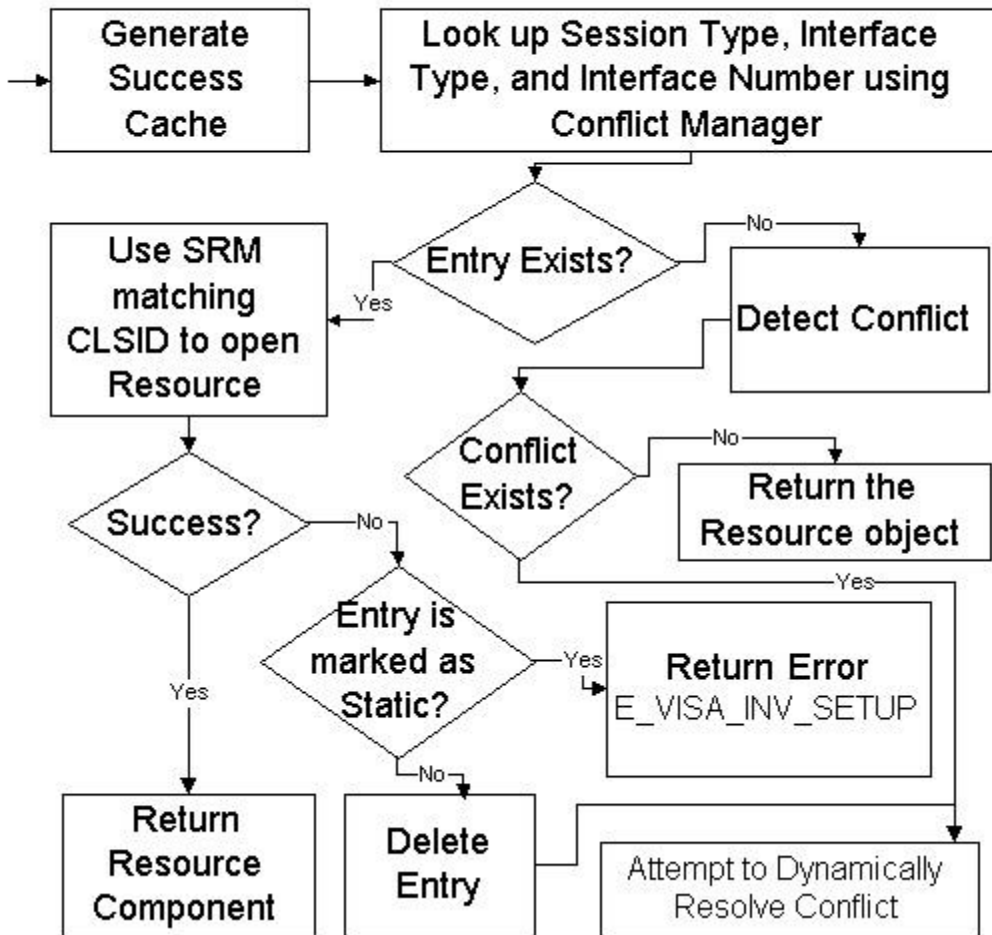 Generate
Success
Cache
Look up Session Type, Interface
Type, and Interface Number using
Conflict Manager
Entry Exists?
No
Yes
Use SRM
matching
CLSID to open
Resource
Detect Conflict
Conflict
Exists?
No
Return the
Resource object
Yes
Success?
No
Yes
Entry is
marked as
Static?
Yes
Return Error
E_VISA_INV_SETUP
No
Return
Resource
Component
Delete
Entry
Attempt to Dynamically
Resolve Conflict